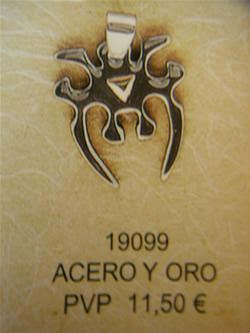 19099
ACERO Y ORO
PVP 11,50 €